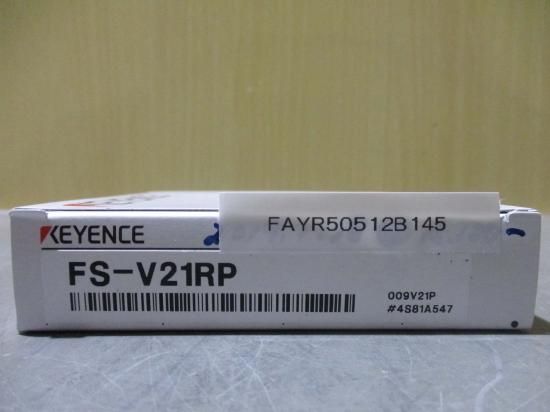 KEYENCE
FAYR50512B145
FS-V21RP
009V21P
#4S81A547